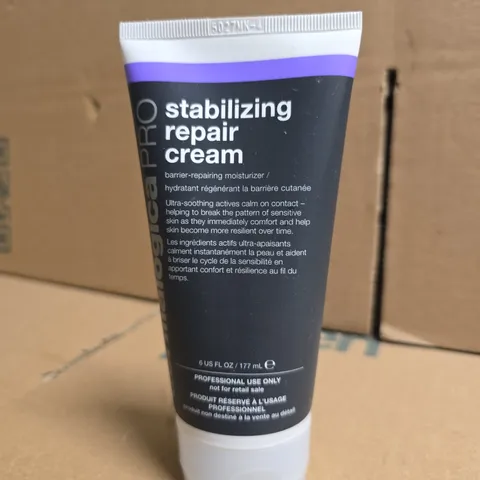 stabilizing
repair
cream
barrier-repairing moisturizer /
hydratant régénérant la barrière cutanée
Ultra-soothing actives calm on contact –
helping to break the pattern of sensitive
skin as they immediately comfort and help
skin become more resilient over time.
Les ingrédients actifs ultra-apaisants
calment instantanément la peau et aident
à briser le cycle de la sensibilité en
apportant confort et résilience au fil du
temps.
6 US FL OZ / 177 mL ℮
PROFESSIONAL USE ONLY
not for retail sale
PRODUIT RÉSERVÉ À L'USAGE
PROFESSIONNEL
produit non destiné à la vente au détail
PRO